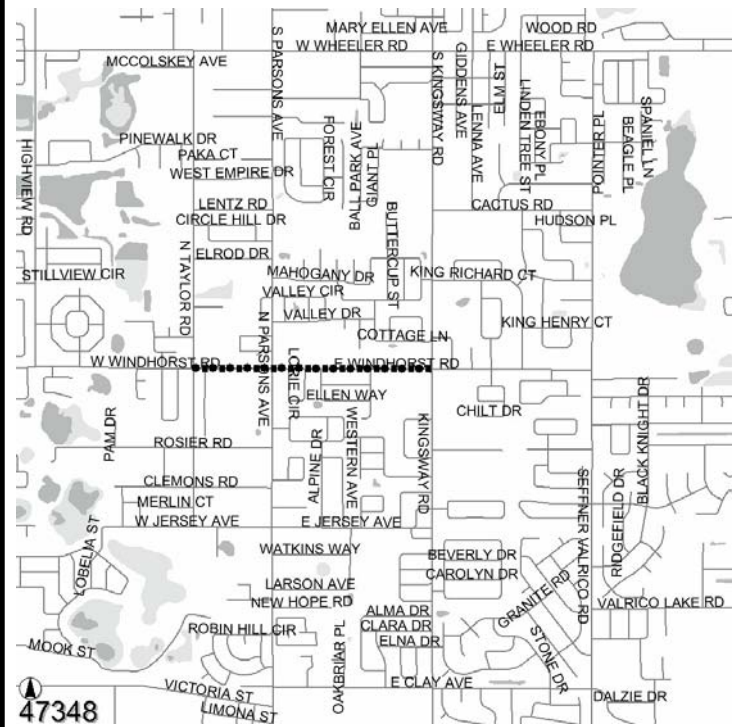 MARY ELLEN AVE
WOOD RD
W WHEELER RD
E WHEELER RD
MCCOLSKEY AVE
S PARSONS AVE
S KINGSWAY RD
GIDDENS AVE
LENNA AVE
ELM ST
LINDEN TREE ST
EBONY PL
POINTER PL
BEAGLE PL
SPANIEL LN
HIGHVIEW RD
PINEWALK DR
PAKA CT
WEST EMPIRE DR
FOREST CIR
BALL PARK AVE
GIANT PL
LENTZ RD
CIRCLE HILL DR
CACTUS RD
HUDSON PL
BUTTERCUP ST
ELROD DR
N TAYLOR RD
STILLVIEW CIR
MAHOGANY DR
KING RICHARD CT
VALLEY CIR
VALLEY DR
KING HENRY CT
COTTAGE LN
N PARSONS AVE
W WINDHORST RD
E WINDHORST RD
LORIE CIR
ELLEN WAY
CHILT DR
PAM DR
ROSIER RD
ALPINE DR
WESTERN AVE
KINGSWAY RD
BLACK KNIGHT DR
RIDGEFIELD DR
SEFFNER VALRICO RD
CLEMONS RD
MERLIN CT
W JERSEY AVE
E JERSEY AVE
LOBELIA ST
WATKINS WAY
BEVERLY DR
CAROLYN DR
LARSON AVE
NEW HOPE RD
GRANITE RD
VALRICO LAKE RD
ALMA DR
CLARA DR
ELNA DR
ROBIN HILL CIR
OAKBRIAR PL
STONE DR
MOOK ST
VICTORIA ST
E CLAY AVE
DALZIE DR
LIMONA ST
47348